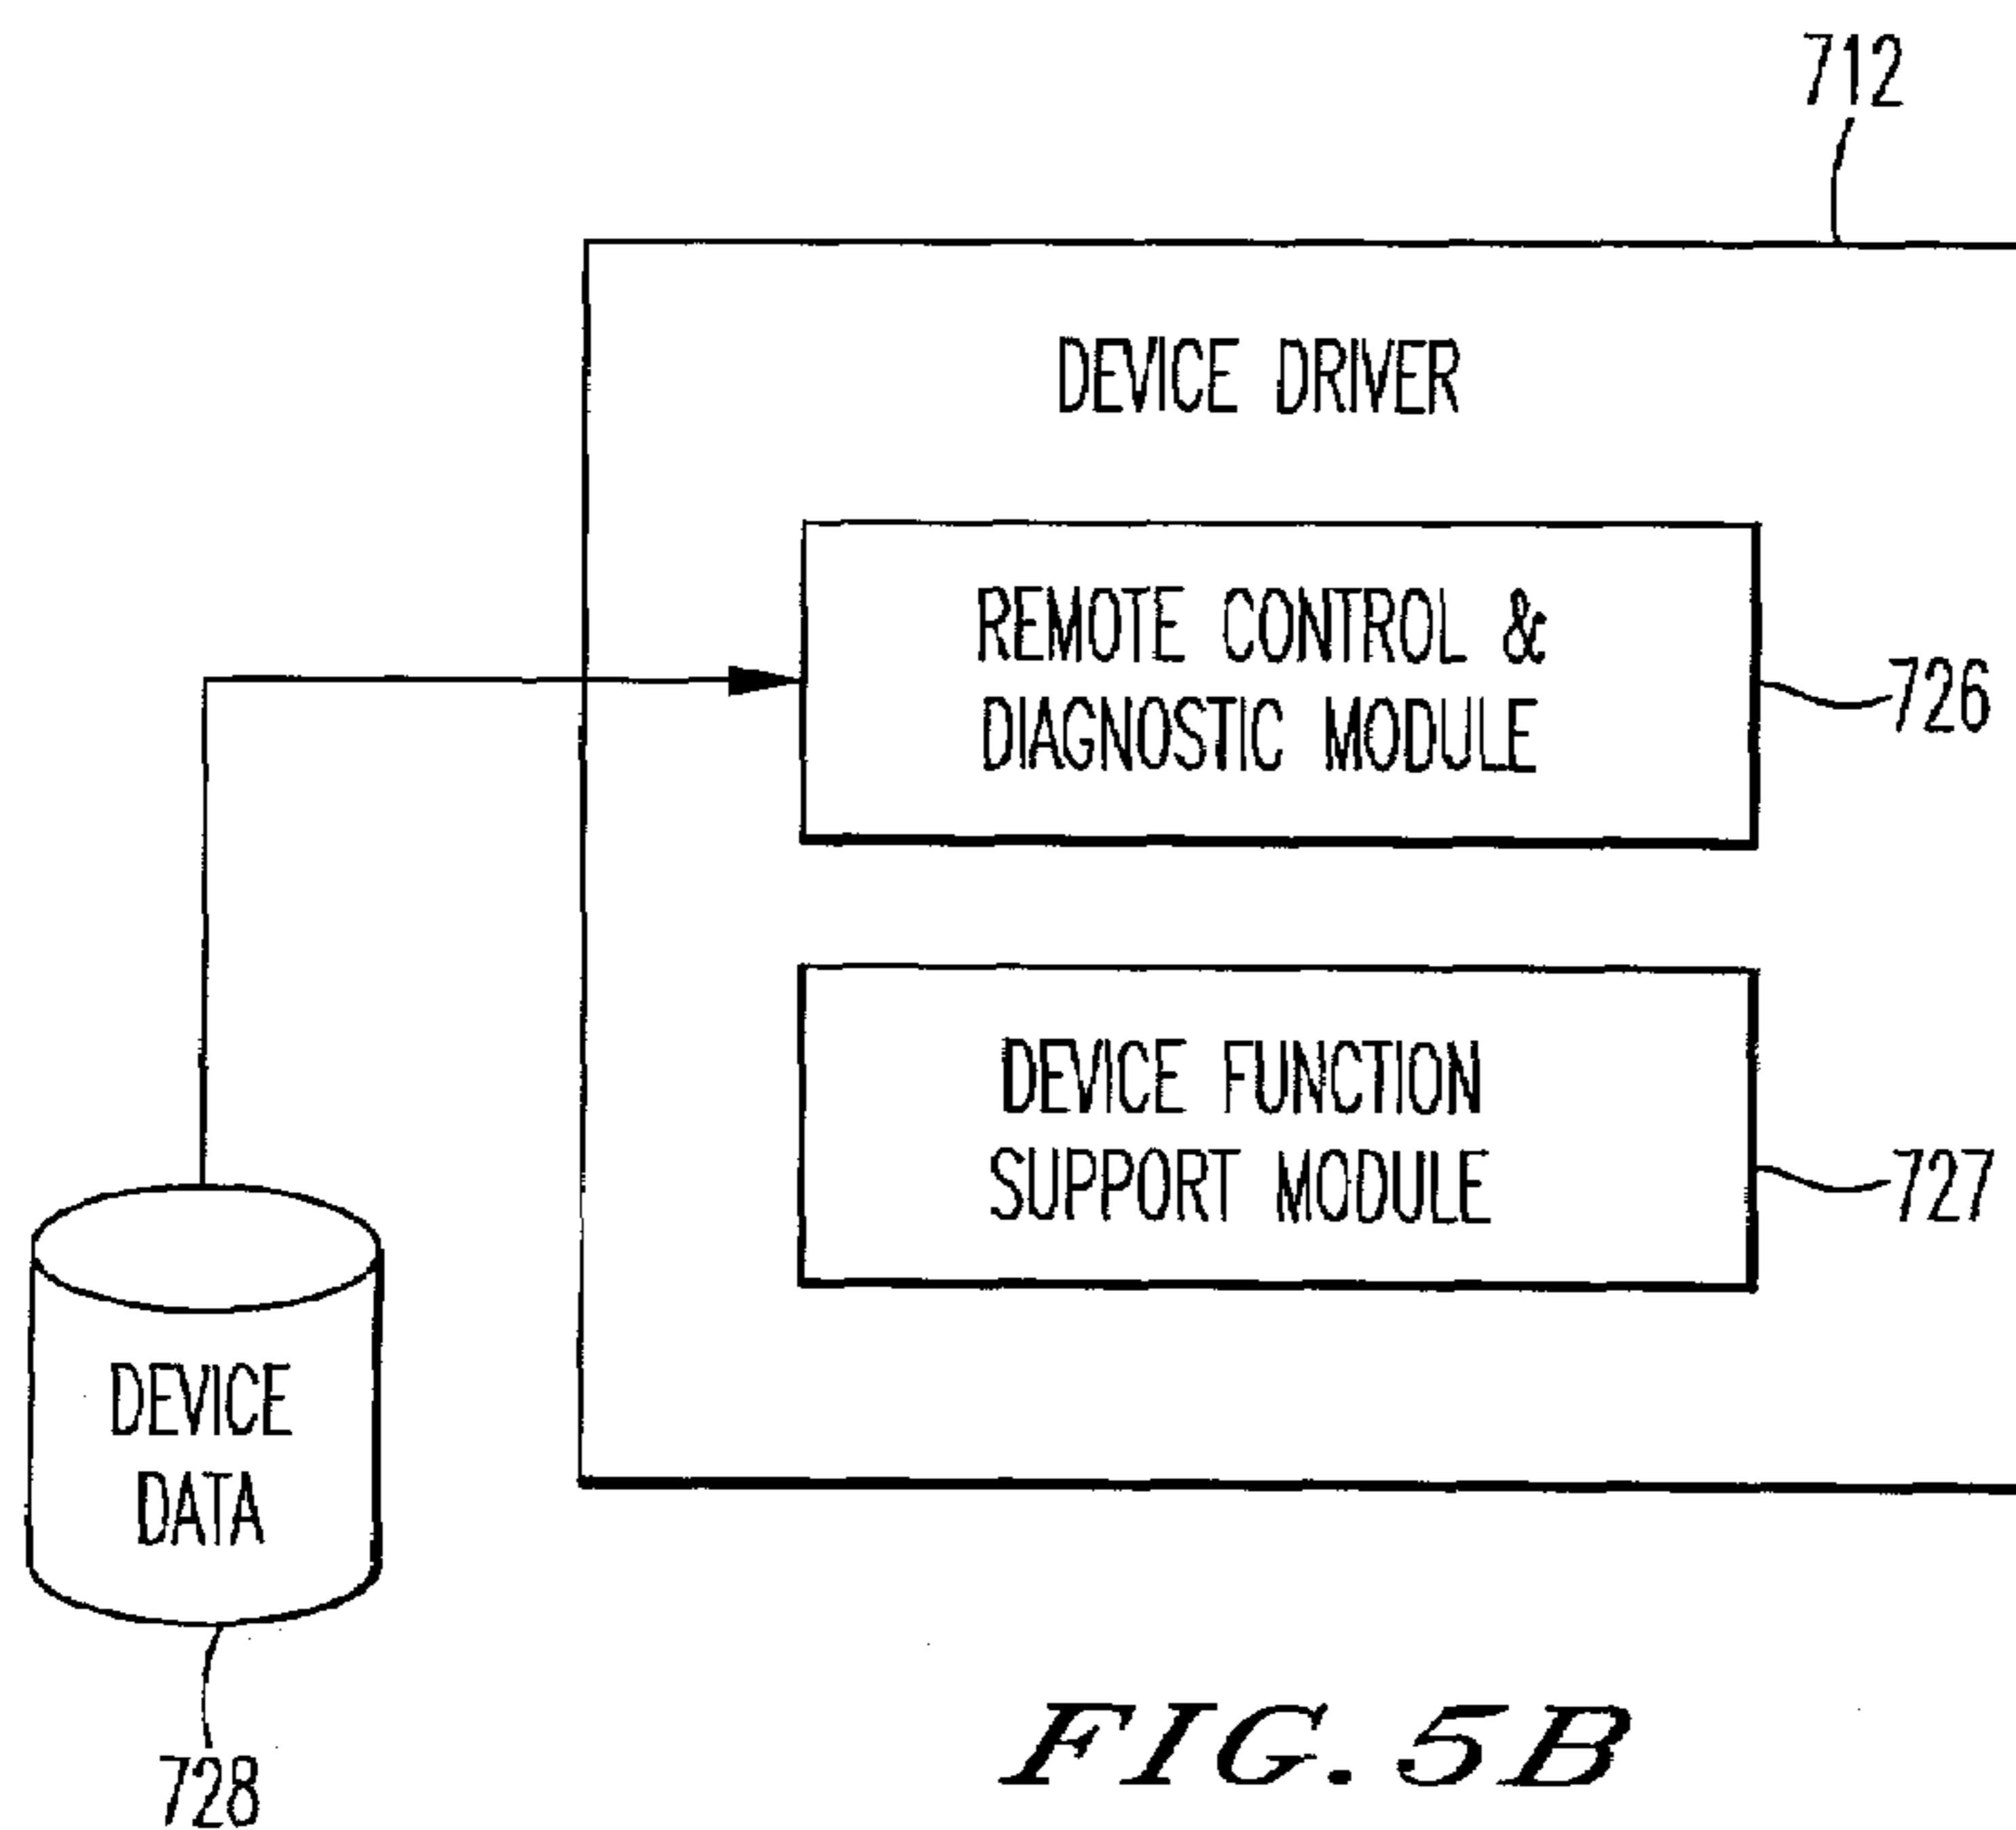 712
DEVICE DRIVER
REMOTE CONTROL &
DIAGNOSTIC MODULE
726
DEVICE FUNCTION
SUPPORT MODULE
727
DEVICE
DATA
728
FIG. 5B